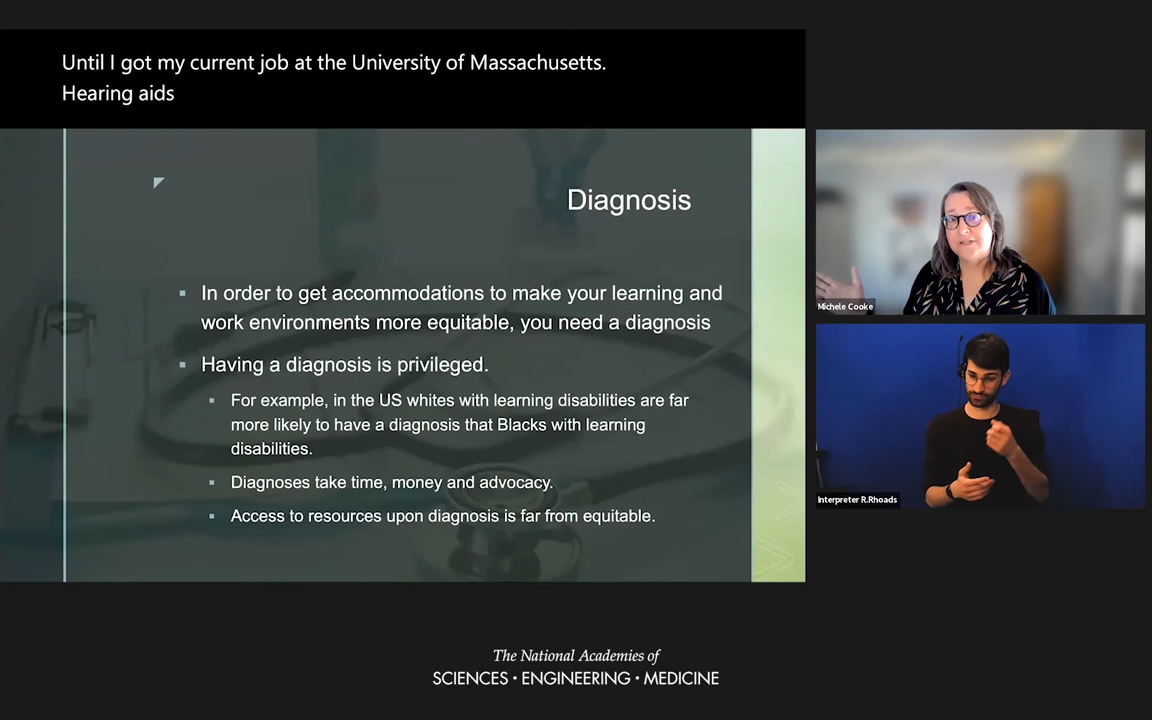 Until I got my current job at the University of Massachusetts.
Hearing aids
Diagnosis
In order to get accommodations to make your learning and
work environments more equitable, you need a diagnosis
Having a diagnosis is privileged.
For example, in the US whites with learning disabilities are far
more likely to have a diagnosis that Blacks with learning
disabilities.
Diagnoses take time, money and advocacy.
Access to resources upon diagnosis is far from equitable.
Michele Cooke
Interpreter R.Rhoads
The National Academies of
SCIENCES · ENGINEERING · MEDICINE